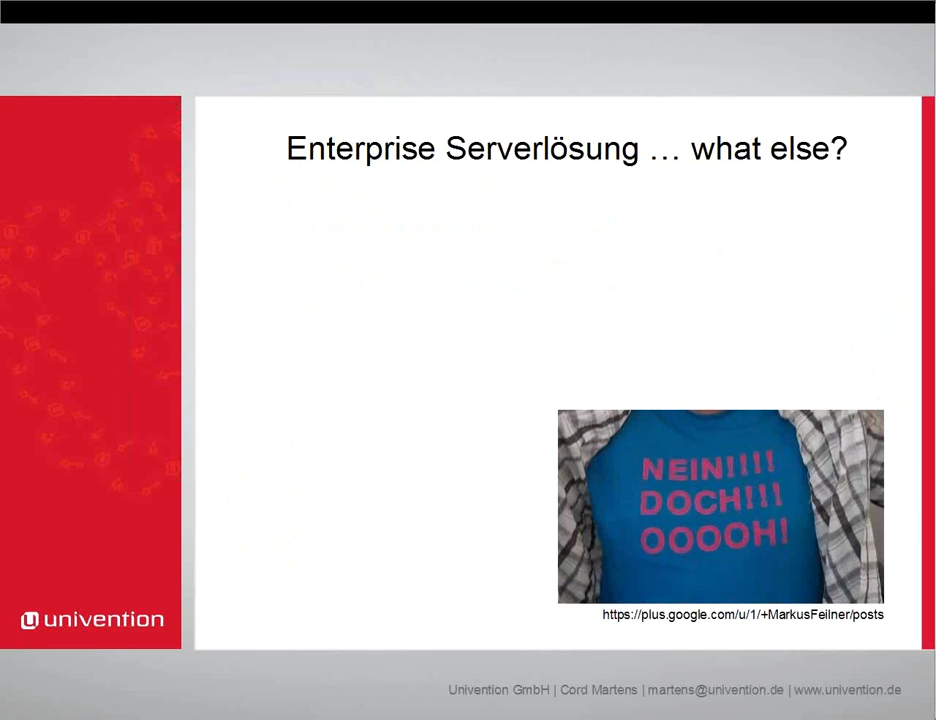 Enterprise Serverlösung … what else?
NEIN!!!!
DOCH!!!
OOOOH!
https://plus.google.com/u/1/+MarkusFeilner/posts
univention
Univention GmbH | Cord Martens | martens@univention.de | www.univention.de